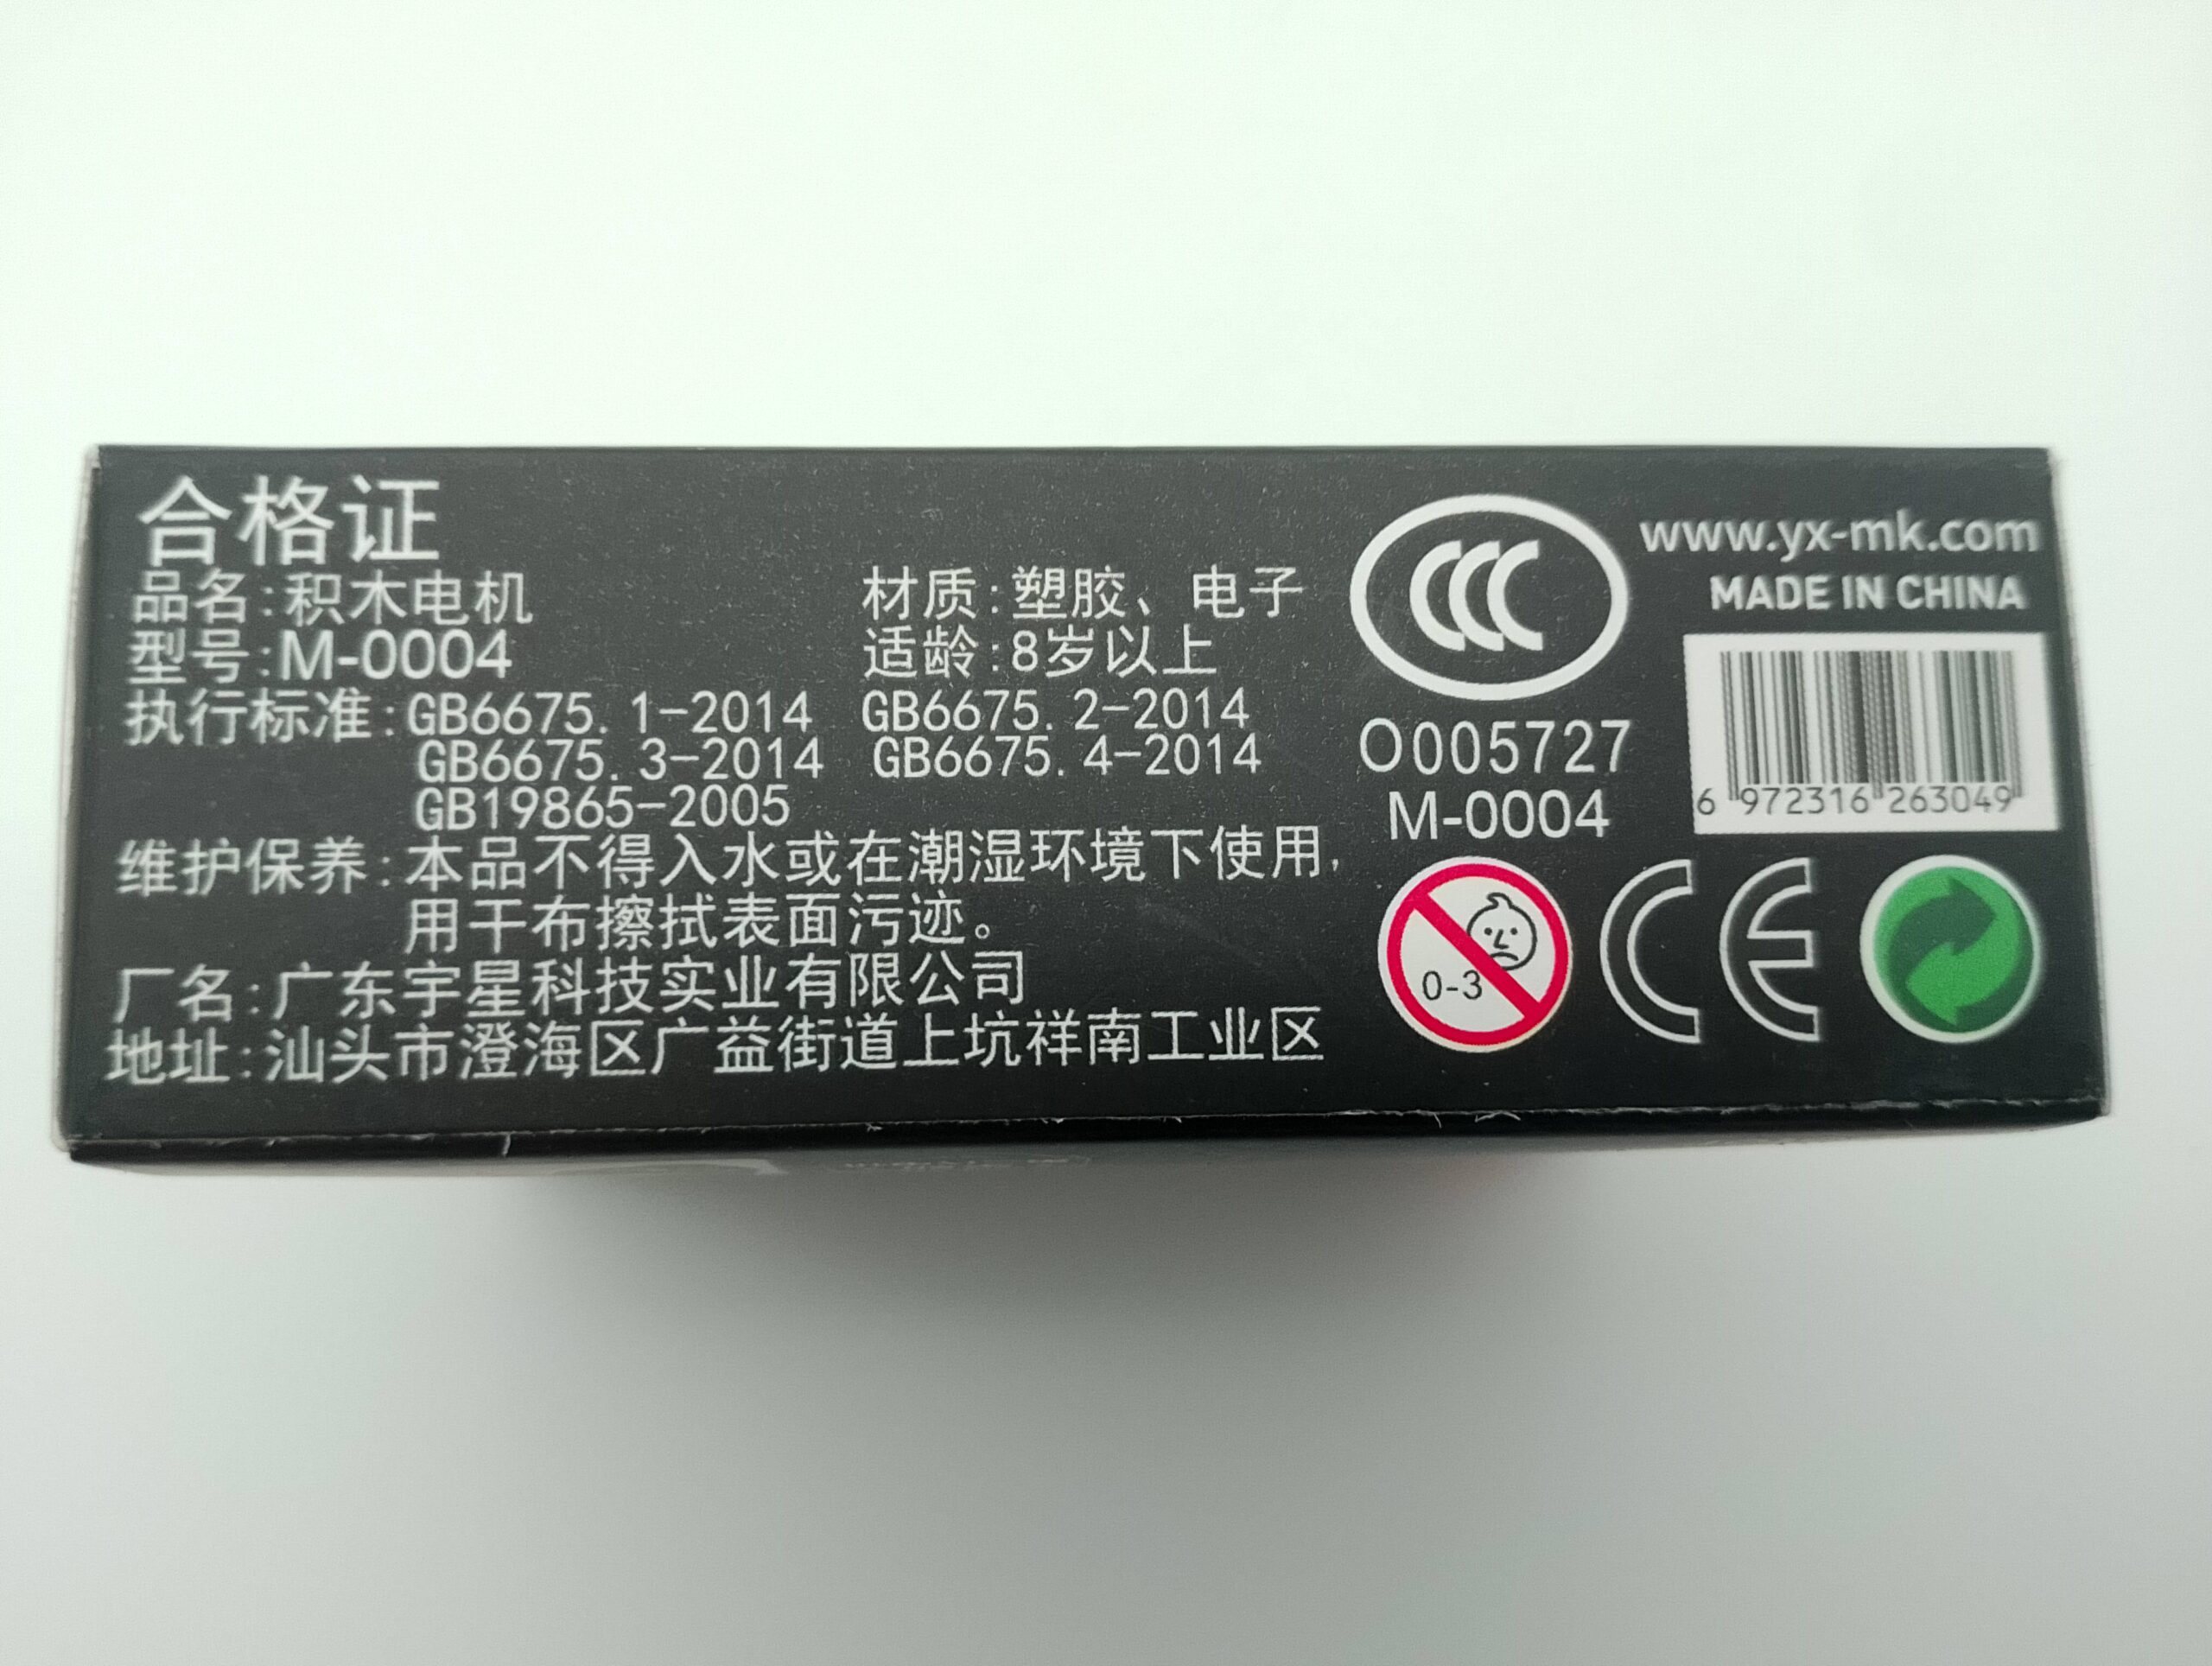 合格证
品名:积木电机 材质:塑胶、电子
型号:M-0004 适龄:8岁以上
执行标准:GB6675.1-2014 GB6675.2-2014
GB6675.3-2014 GB6675.4-2014
GB19865-2005
维护保养:本品不得入水或在潮湿环境下使用,
用干布擦拭表面污迹。
厂名:广东宇星科技实业有限公司
地址:汕头市澄海区广益街道上坑祥南工业区
CCC
O005727
M-0004
www.yx-mk.com
MADE IN CHINA
6 972316 263049
0-3
CE